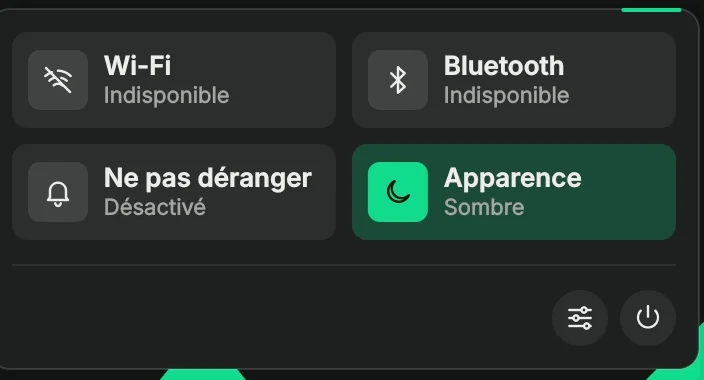 Wi-Fi
Indisponible
Bluetooth
Indisponible
Ne pas déranger
Désactivé
Apparence
Sombre